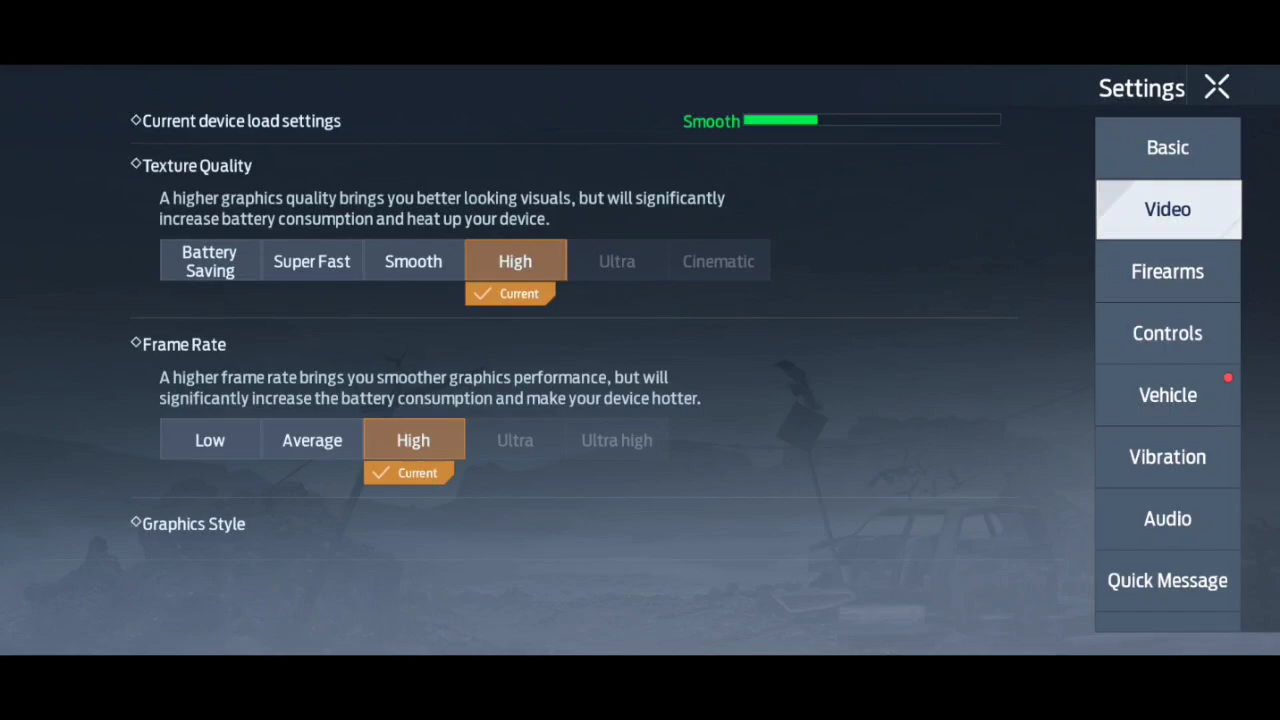 Settings
Current device load settings
Smooth
Texture Quality
A higher graphics quality brings you better looking visuals, but will significantly
increase battery consumption and heat up your device.
Battery
Saving
Super Fast
Smooth
High
Ultra
Cinematic
Current
Frame Rate
A higher frame rate brings you smoother graphics performance, but will
significantly increase the battery consumption and make your device hotter.
Low
Average
High
Ultra
Ultra high
Current
Graphics Style
Basic
Video
Firearms
Controls
Vehicle
Vibration
Audio
Quick Message